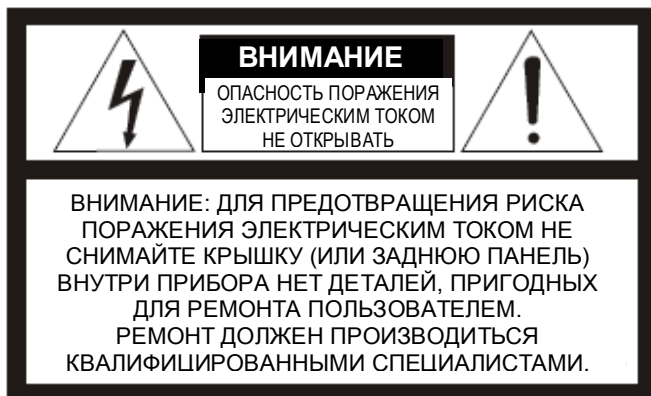 ВНИМАНИЕ
ОПАСНОСТЬ ПОРАЖЕНИЯ
ЭЛЕКТРИЧЕСКИМ ТОКОМ
НЕ ОТКРЫВАТЬ
ВНИМАНИЕ: ДЛЯ ПРЕДОТВРАЩЕНИЯ РИСКА
ПОРАЖЕНИЯ ЭЛЕКТРИЧЕСКИМ ТОКОМ НЕ
СНИМАЙТЕ КРЫШКУ (ИЛИ ЗАДНЮЮ ПАНЕЛЬ)
ВНУТРИ ПРИБОРА НЕТ ДЕТАЛЕЙ, ПРИГОДНЫХ
ДЛЯ РЕМОНТА ПОЛЬЗОВАТЕЛЕМ.
РЕМОНТ ДОЛЖЕН ПРОИЗВОДИТЬСЯ
КВАЛИФИЦИРОВАННЫМИ СПЕЦИАЛИСТАМИ.